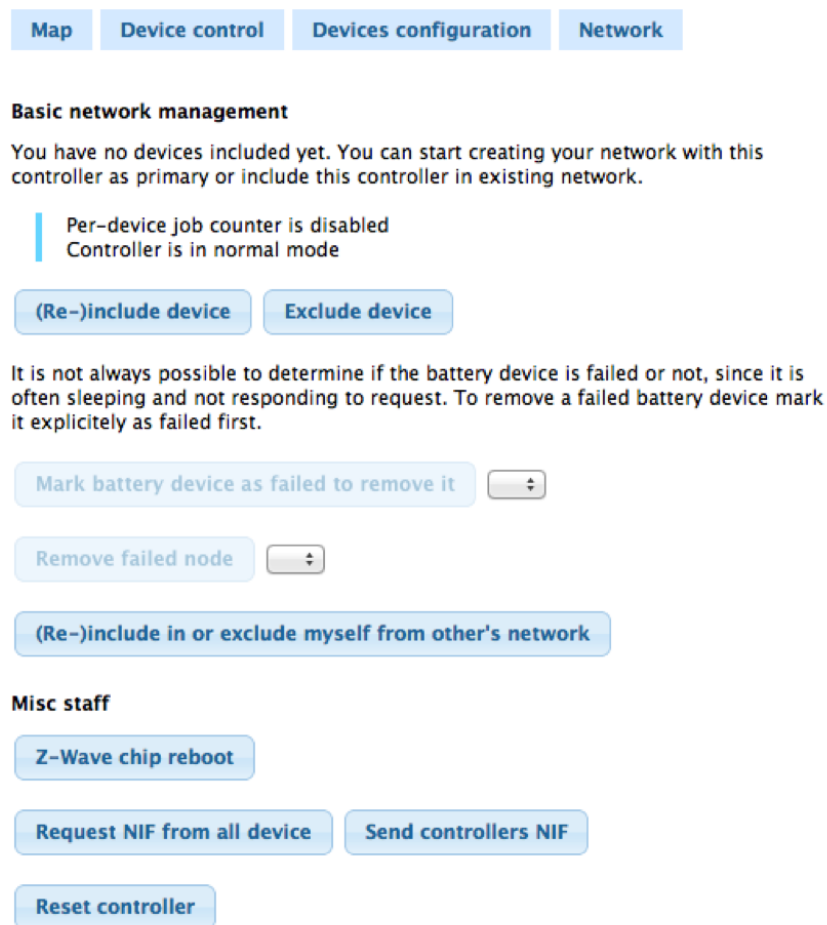 Map Device control Devices configuration Network
Basic network management
You have no devices included yet. You can start creating your network with this
controller as primary or include this controller in existing network.
Per-device job counter is disabled
Controller is in normal mode
(Re-)include device Exclude device
It is not always possible to determine if the battery device is failed or not, since it is
often sleeping and not responding to request. To remove a failed battery device mark
it explicitely as failed first.
Mark battery device as failed to remove it
Remove failed node
(Re-)include in or exclude myself from other's network
Misc staff
Z-Wave chip reboot
Request NIF from all device Send controllers NIF
Reset controller